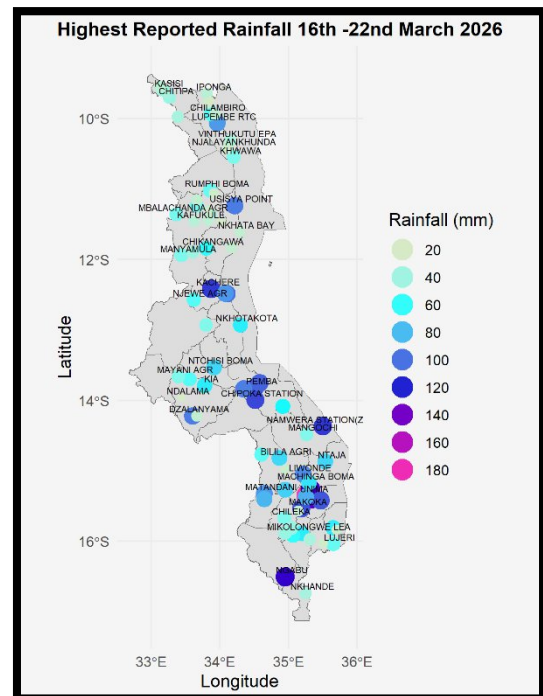 Highest Reported Rainfall 16th -22nd March 2026
KASISI
CHITIPA
IPONGA
CHILAMBIRO
LUPEMBE RTC
VINTHUKUTU EPA
NJALAYANKHUNDA
KHWAWA
RUMPHI BOMA
USISYA POINT
MBALACHANDA AGR
KAFUKULE
NKHATA BAY
CHIKANGAWA
MANYAMULA
KACHERE
NJEWE AGR
NKHOTAKOTA
NTCHISI BOMA
MAYANI AGR
KIA
PEMBA
NDALAMA
CHIPOKA STATION
DZALANYAMA
NAMWERA STATION(Z
MANGOCHI
BILILA AGRI
NTAJA
LIWONDE
MACHINGA BOMA
MATANDANI
UNIMA
MAKOKA
CHILEKA
MIKOLONGWE LEA
LUJERI
NGABU
NKHANDE
10°S
12°S
14°S
16°S
Latitude
33°E 34°E 35°E 36°E
Longitude
Rainfall (mm)
20
40
60
80
100
120
140
160
180